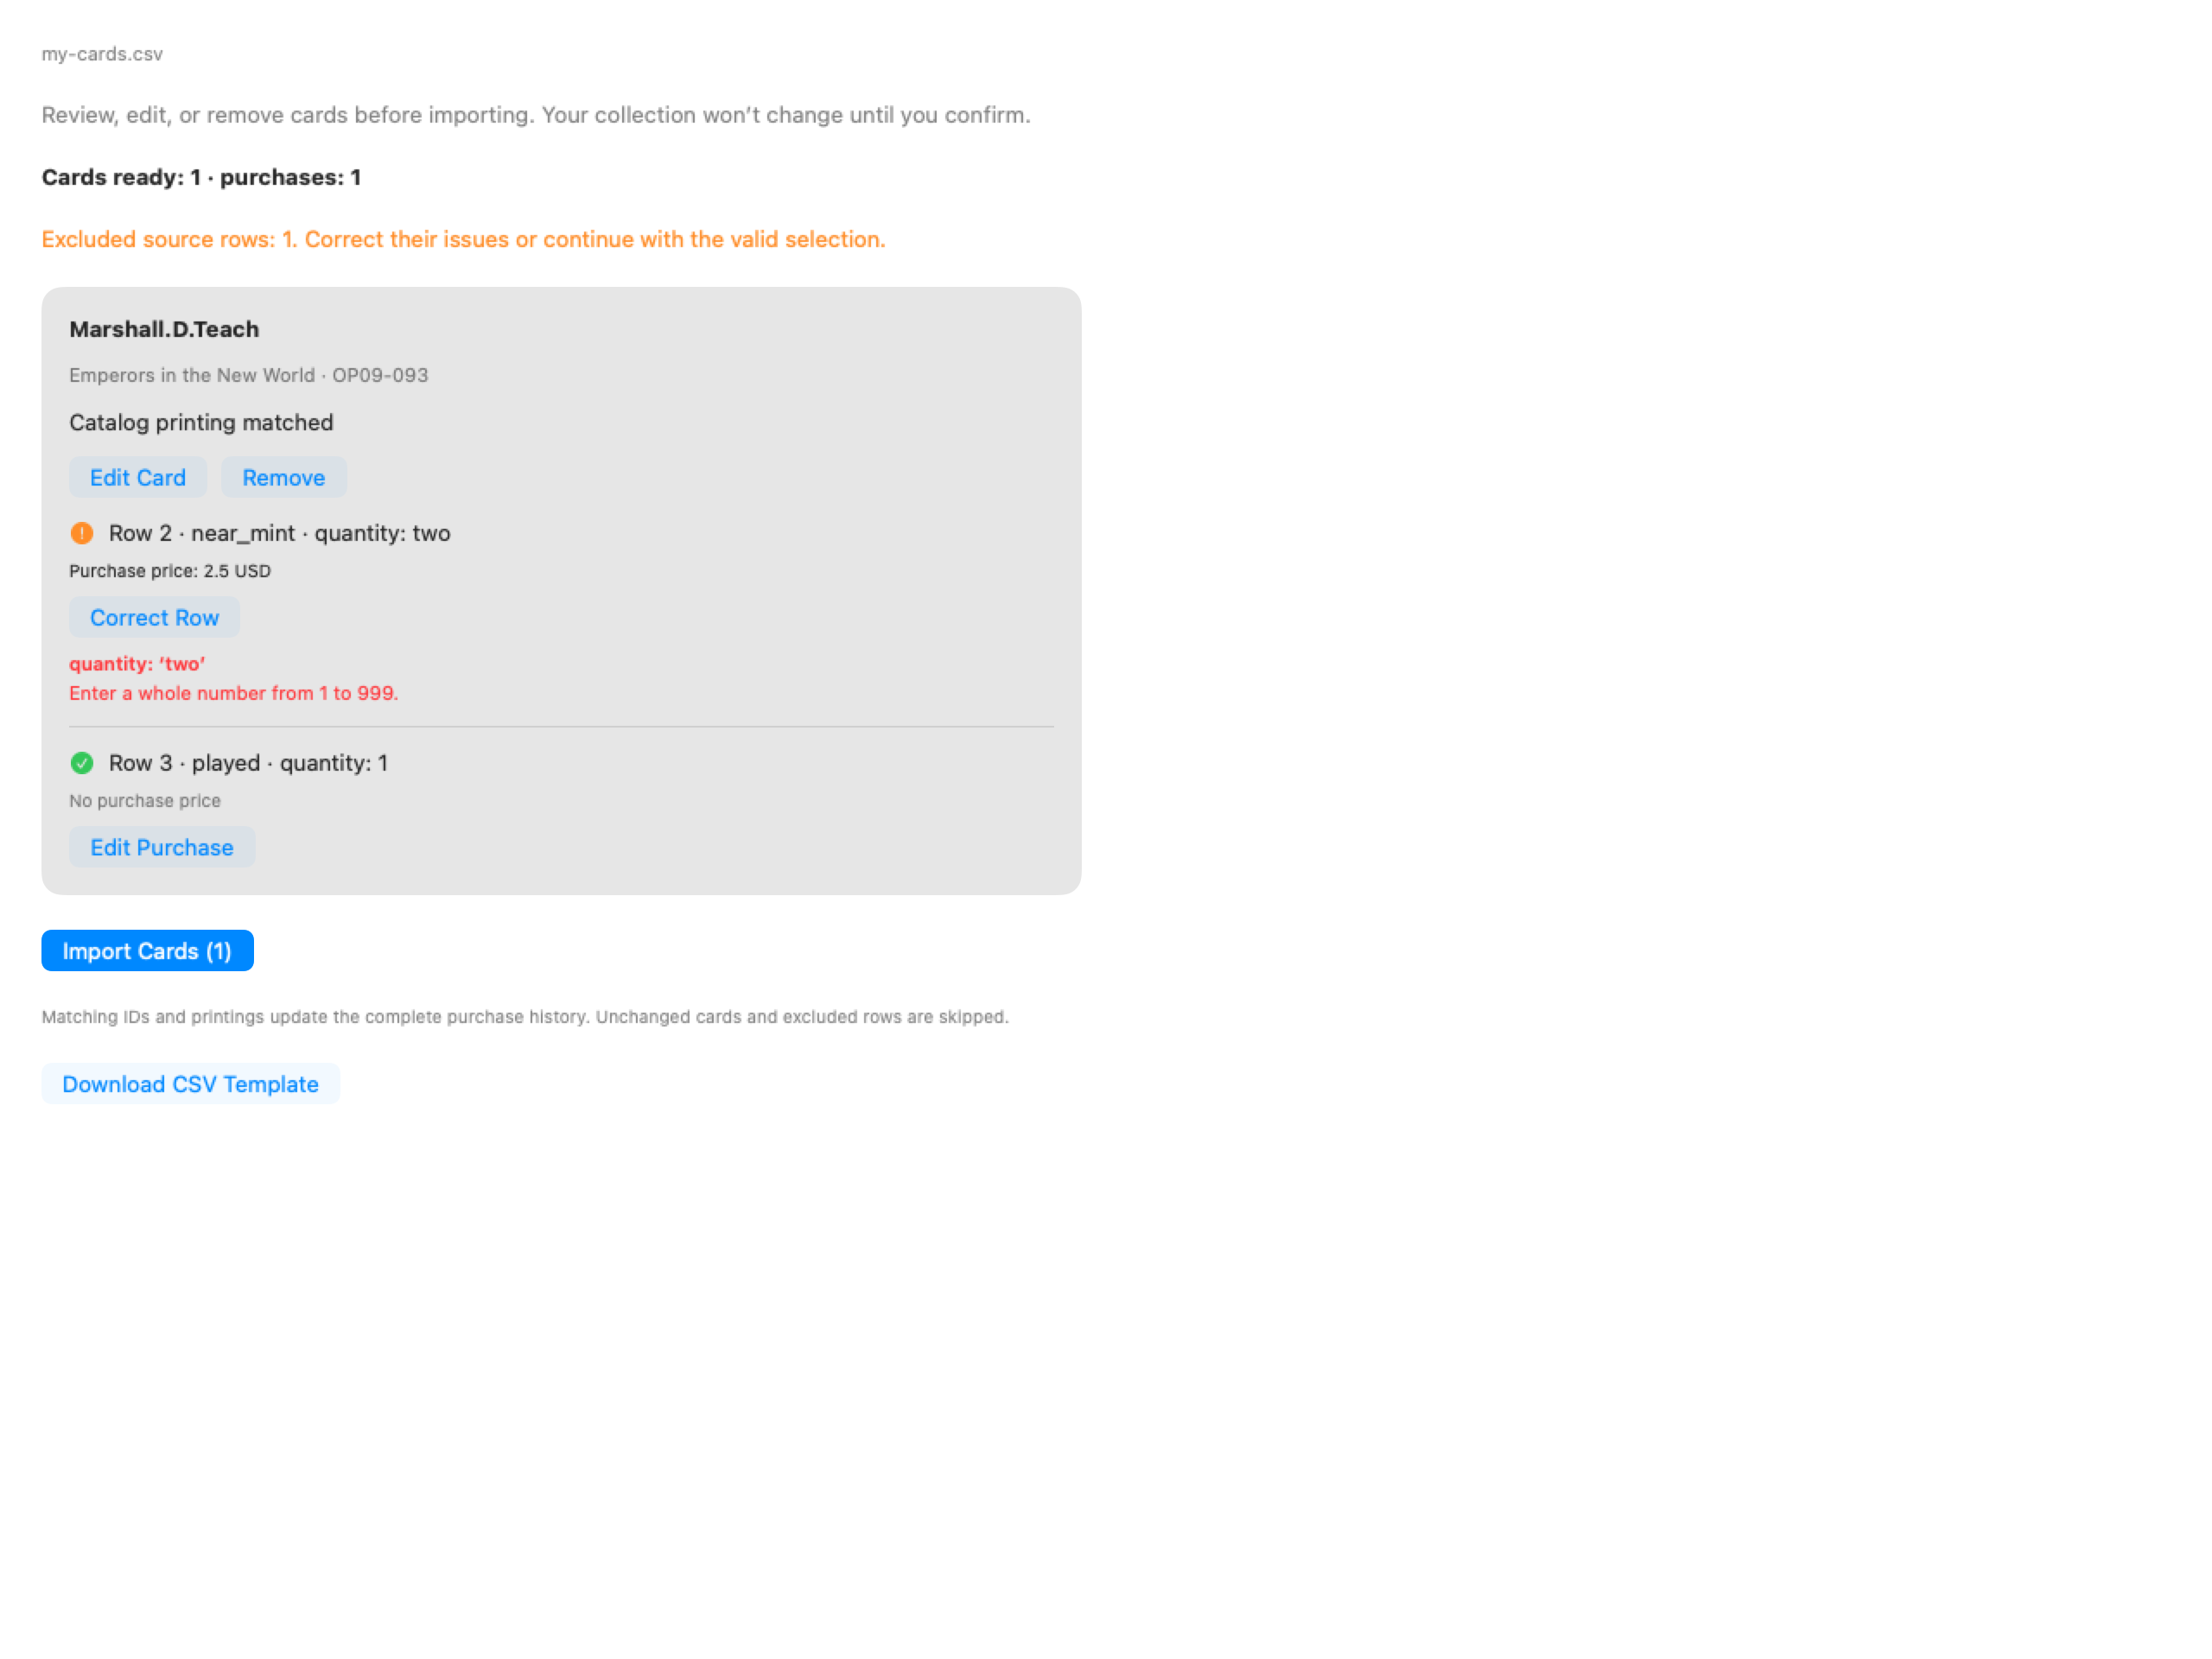 my-cards.csv
Review, edit, or remove cards before importing. Your collection won’t change until you confirm.
Cards ready: 1 · purchases: 1
Excluded source rows: 1. Correct their issues or continue with the valid selection.
Marshall.D.Teach
Emperors in the New World · OP09-093
Catalog printing matched
Edit Card Remove
Row 2 · near_mint · quantity: two
Purchase price: 2.5 USD
Correct Row
quantity: ‘two’
Enter a whole number from 1 to 999.
Row 3 · played · quantity: 1
No purchase price
Edit Purchase
Import Cards (1)
Matching IDs and printings update the complete purchase history. Unchanged cards and excluded rows are skipped.
Download CSV Template